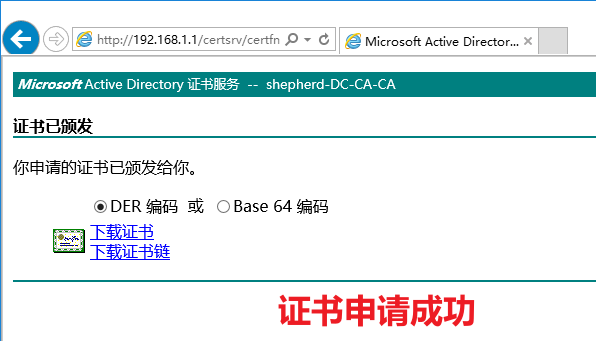 http://192.168.1.1/certsrv/certfn
Microsoft Active Director...
Microsoft Active Directory 证书服务 -- shepherd-DC-CA-CA
证书已颁发
你申请的证书已颁发给你。
DER 编码 或 Base 64 编码
下载证书
下载证书链
证书申请成功